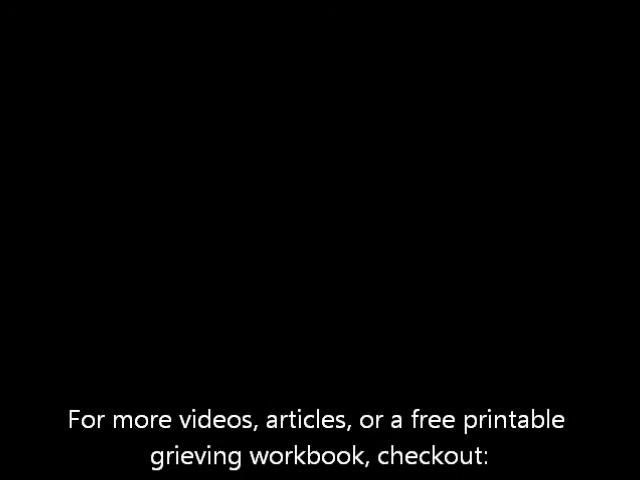 For more videos, articles, or a free printable
grieving workbook, checkout: